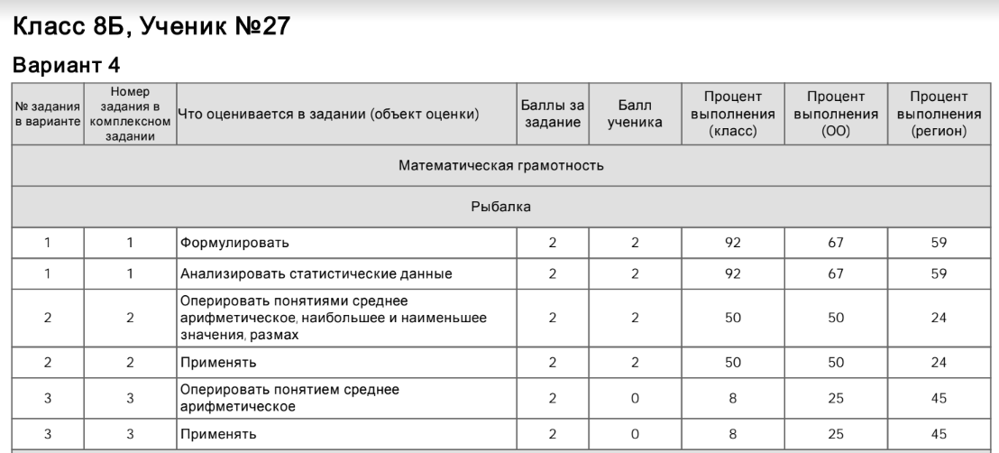 Класс 8Б, Ученик №27
Вариант 4
№ задания в варианте | Номер задания в комплексном задании | Что оценивается в задании (объект оценки) | Баллы за задание | Балл ученика | Процент выполнения (класс) | Процент выполнения (ОО) | Процент выполнения (регион)
Математическая грамотность
Рыбалка
1 | 1 | Формулировать | 2 | 2 | 92 | 67 | 59
1 | 1 | Анализировать статистические данные | 2 | 2 | 92 | 67 | 59
2 | 2 | Оперировать понятиями среднее арифметическое, наибольшее и наименьшее значения, размах | 2 | 2 | 50 | 50 | 24
2 | 2 | Применять | 2 | 2 | 50 | 50 | 24
3 | 3 | Оперировать понятием среднее арифметическое | 2 | 0 | 8 | 25 | 45
3 | 3 | Применять | 2 | 0 | 8 | 25 | 45